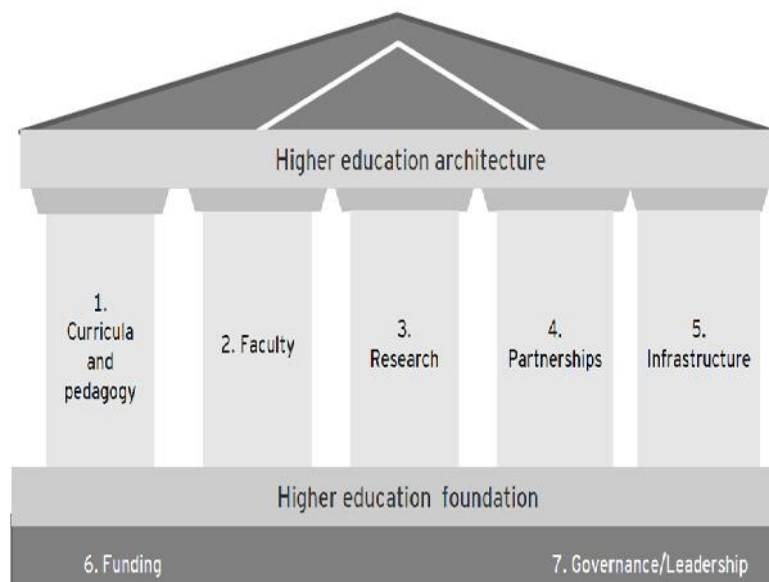 Higher education architecture
1.
Curricula
and
pedagogy
2. Faculty
3.
Research
4.
Partnerships
5.
Infrastructure
Higher education foundation
6. Funding
7. Governance/Leadership